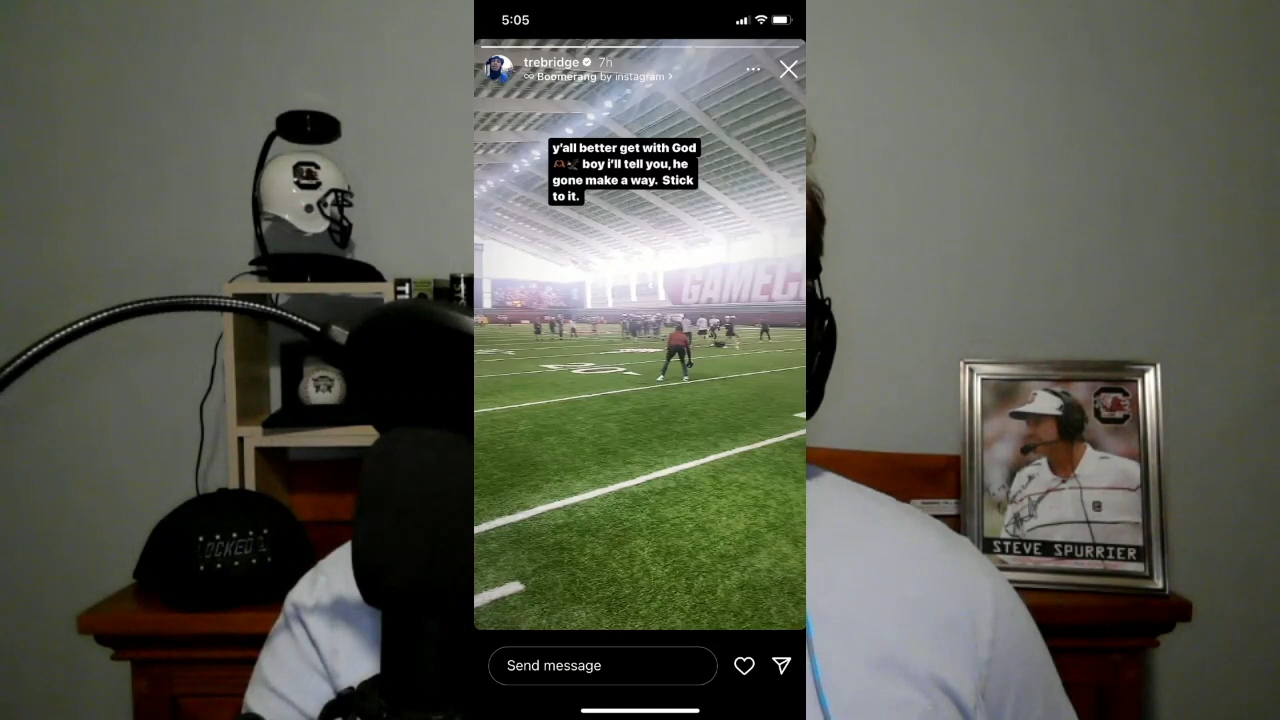 5:05
trebridge 7h
Boomerang by instagram
y'all better get with God
boy i'll tell you, he
gone make a way. Stick
to it.
GAMEC
Send message
LOCKED
STEVE SPURRIER